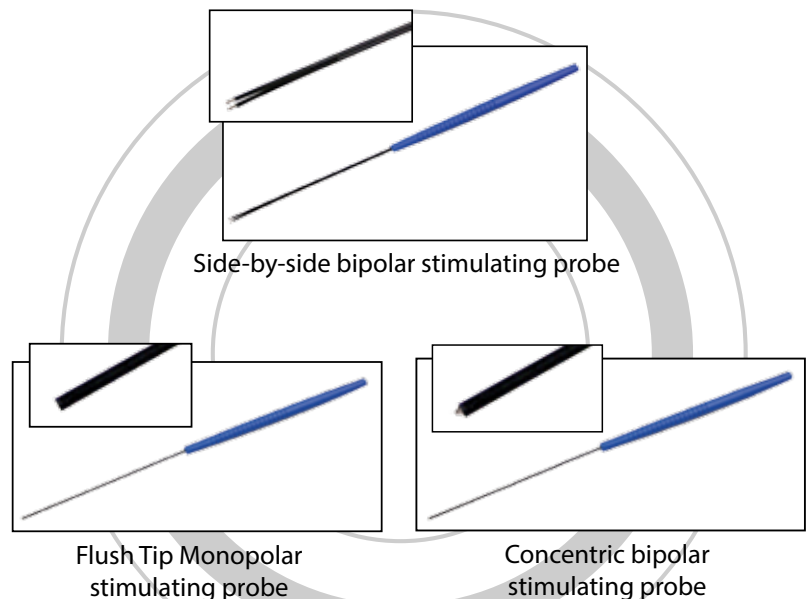 Side-by-side bipolar stimulating probe
Flush Tip Monopolar
stimulating probe
Concentric bipolar
stimulating probe